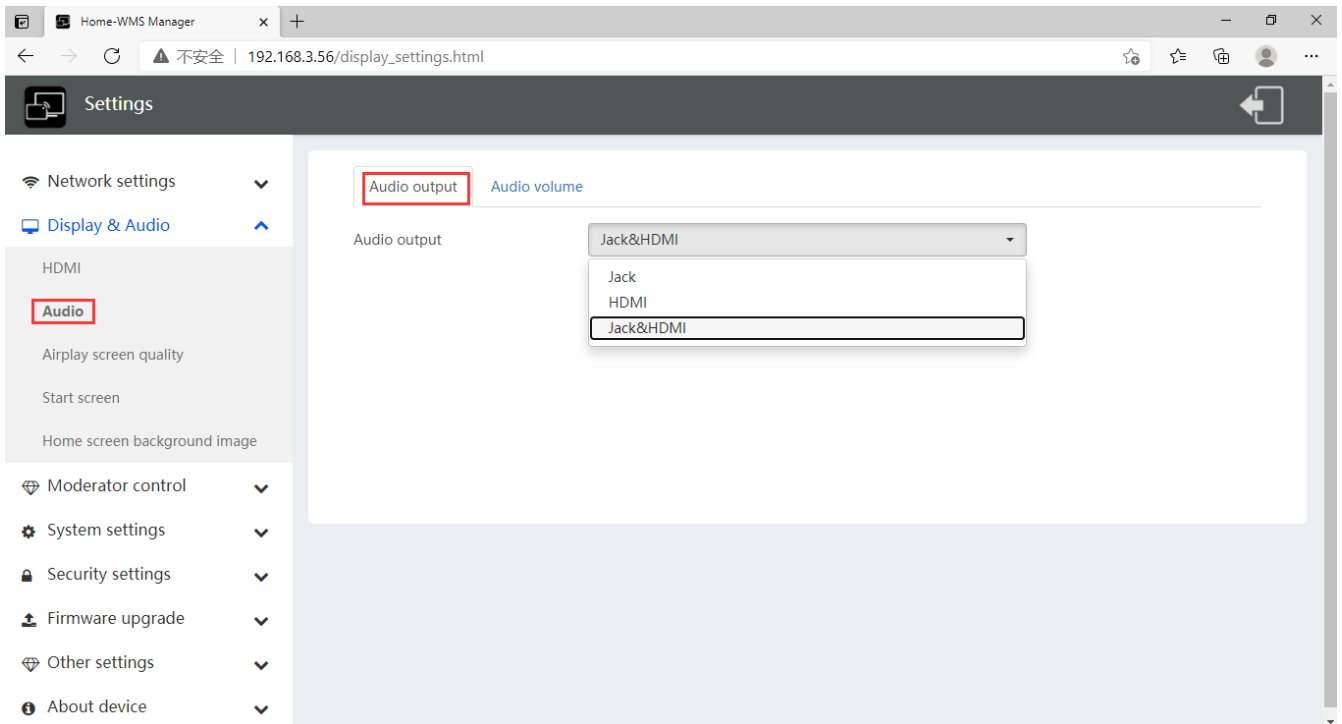 Home-WMS Manager
不安全 | 192.168.3.56/display_settings.html
Settings
Network settings
Display & Audio
HDMI
Audio
Airplay screen quality
Start screen
Home screen background image
Moderator control
System settings
Security settings
Firmware upgrade
Other settings
About device
Audio output Audio volume
Audio output Jack&HDMI
Jack
HDMI
Jack&HDMI